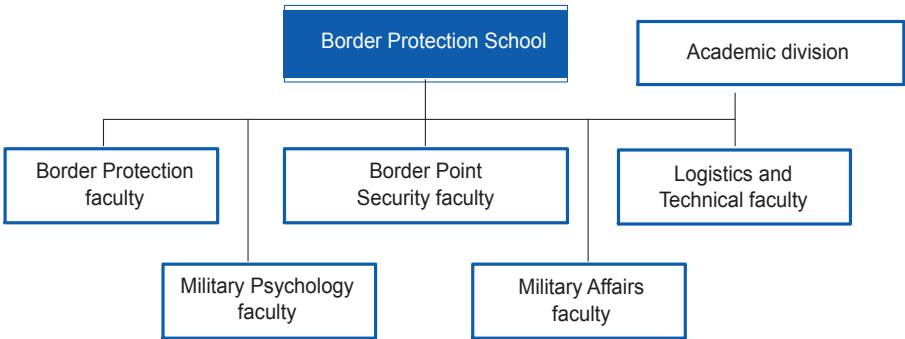 Border Protection School
Academic division
Border Protection
faculty
Border Point
Security faculty
Logistics and
Technical faculty
Military Psychology
faculty
Military Affairs
faculty